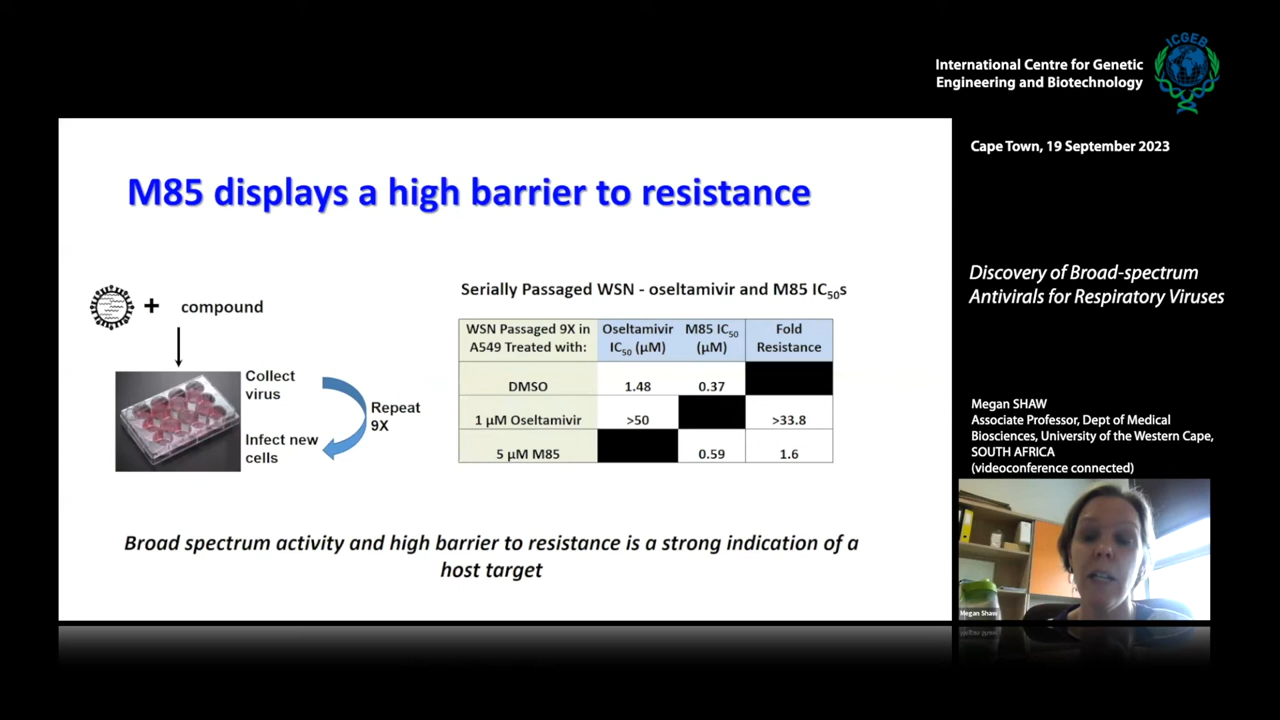 ICGEB
International Centre for Genetic
Engineering and Biotechnology
Cape Town, 19 September 2023
M85 displays a high barrier to resistance
+ compound
Collect
virus
Repeat
9X
Infect new
cells
Serially Passaged WSN - oseltamivir and M85 IC50s
WSN Passaged 9X in A549 Treated with: Oseltamivir IC50 (µM) M85 IC50 (µM) Fold Resistance
DMSO 1.48 0.37
1 µM Oseltamivir >50 >33.8
5 µM M85 0.59 1.6
Broad spectrum activity and high barrier to resistance is a strong indication of a
host target
Discovery of Broad-spectrum
Antivirals for Respiratory Viruses
Megan SHAW
Associate Professor, Dept of Medical
Biosciences, University of the Western Cape,
SOUTH AFRICA
(videoconference connected)
Megan Shaw